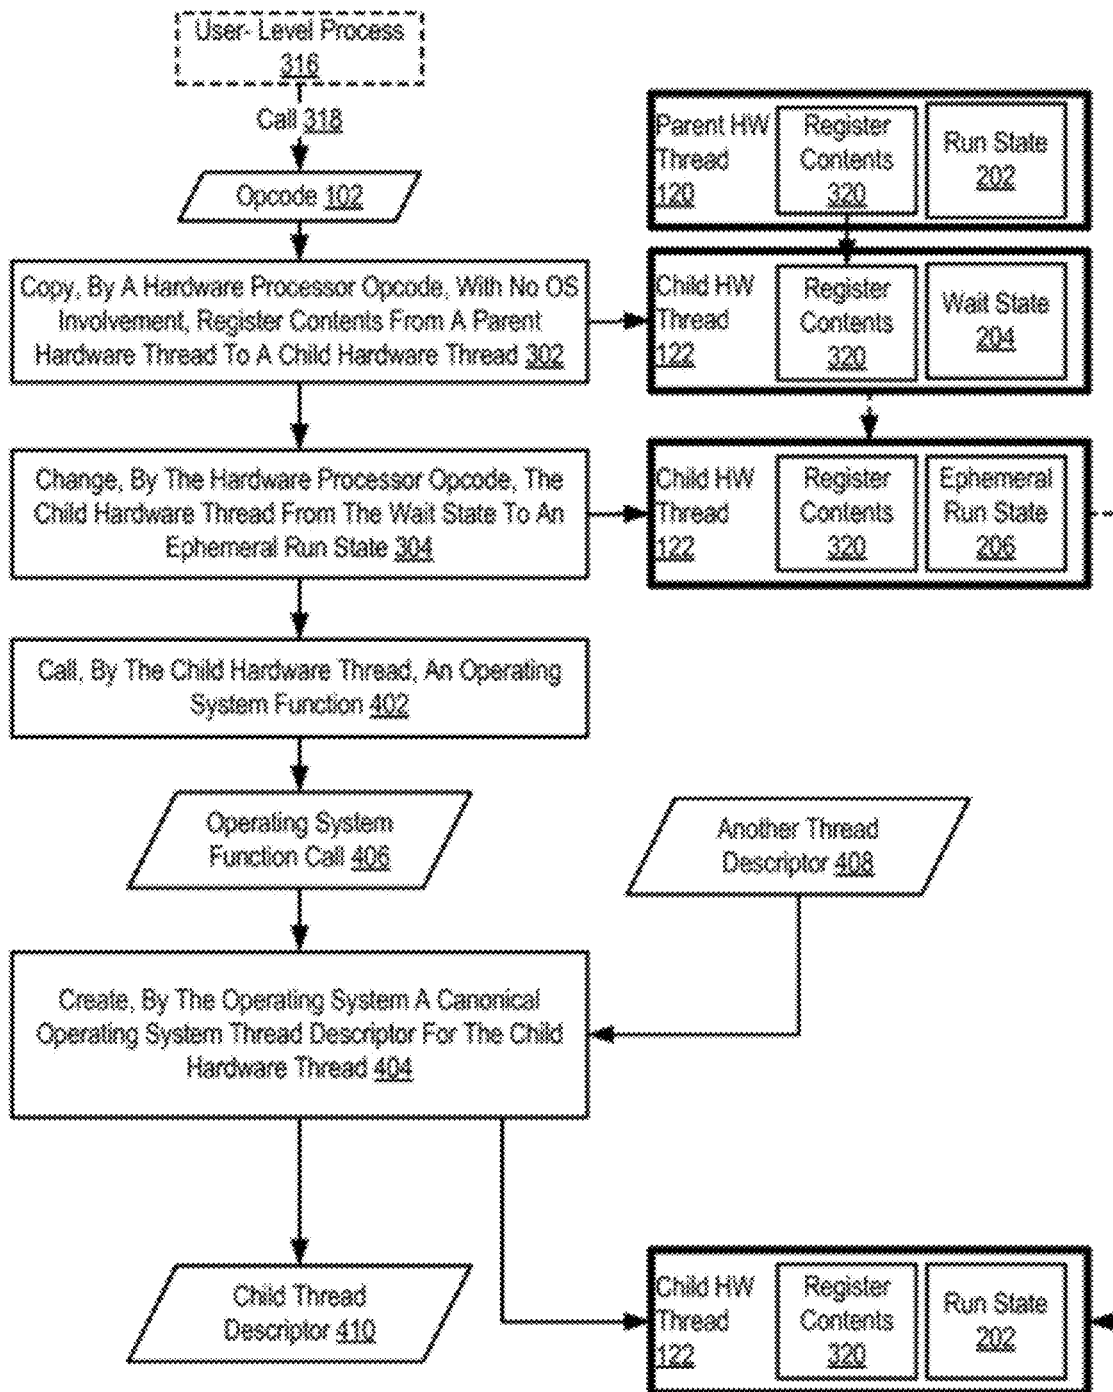 User- Level Process
316
Call 318
Opcode 102
Parent HW
Thread
120
Register
Contents
320
Run State
202
Copy, By A Hardware Processor Opcode, With No OS
Involvement, Register Contents From A Parent
Hardware Thread To A Child Hardware Thread 302
Child HW
Thread
122
Register
Contents
320
Wait State
204
Change, By The Hardware Processor Opcode, The
Child Hardware Thread From The Wait State To An
Ephemeral Run State 304
Child HW
Thread
122
Register
Contents
320
Ephemeral
Run State
206
Call, By The Child Hardware Thread, An Operating
System Function 402
Operating System
Function Call 406
Another Thread
Descriptor 408
Create, By The Operating System A Canonical
Operating System Thread Descriptor For The Child
Hardware Thread 404
Child Thread
Descriptor 410
Child HW
Thread
122
Register
Contents
320
Run State
202